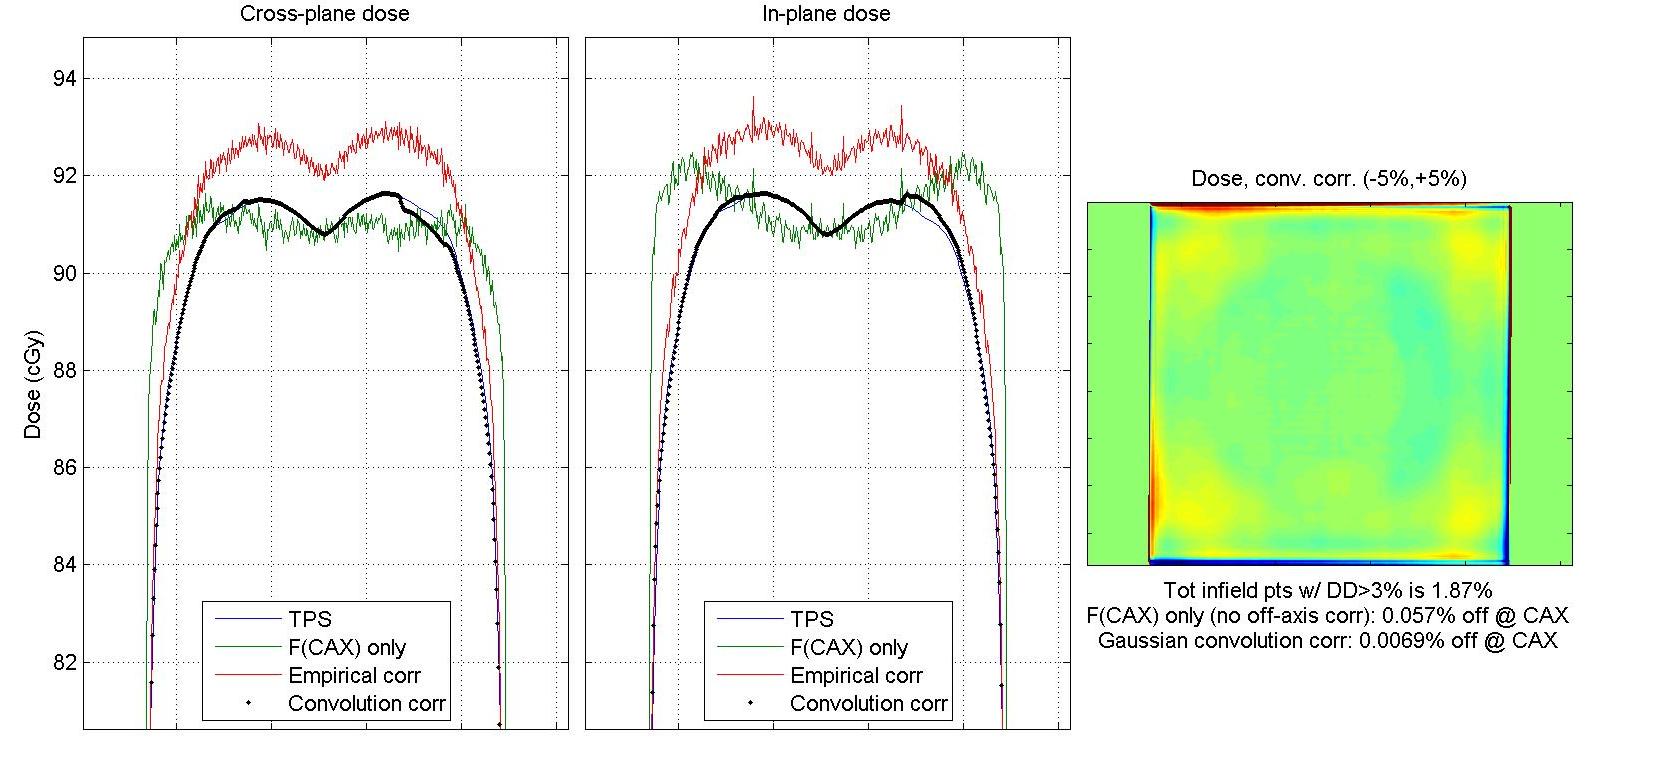 Cross-plane dose
In-plane dose
94
92
90
88
86
84
82
Dose (cGy)
TPS
F(CAX) only
Empirical corr
Convolution corr
TPS
F(CAX) only
Empirical corr
Convolution corr
Dose, conv. corr. (-5%,+5%)
Tot infield pts w/ DD>3% is 1.87%
F(CAX) only (no off-axis corr): 0.057% off @ CAX
Gaussian convolution corr: 0.0069% off @ CAX